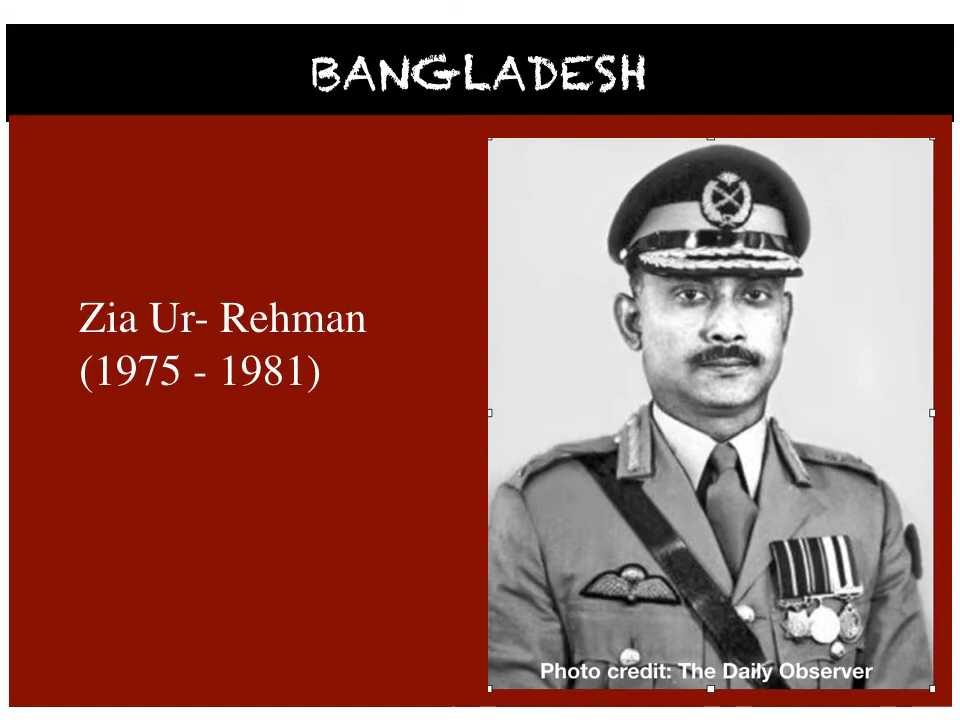 BANGLADESH
Zia Ur- Rehman
(1975 - 1981)
Photo credit: The Daily Observer